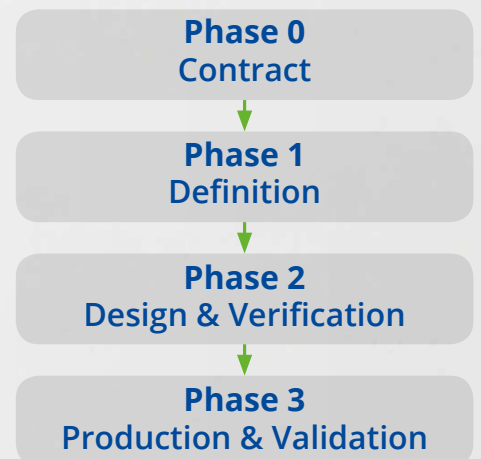 Phase 0
Contract
Phase 1
Definition
Phase 2
Design & Verification
Phase 3
Production & Validation